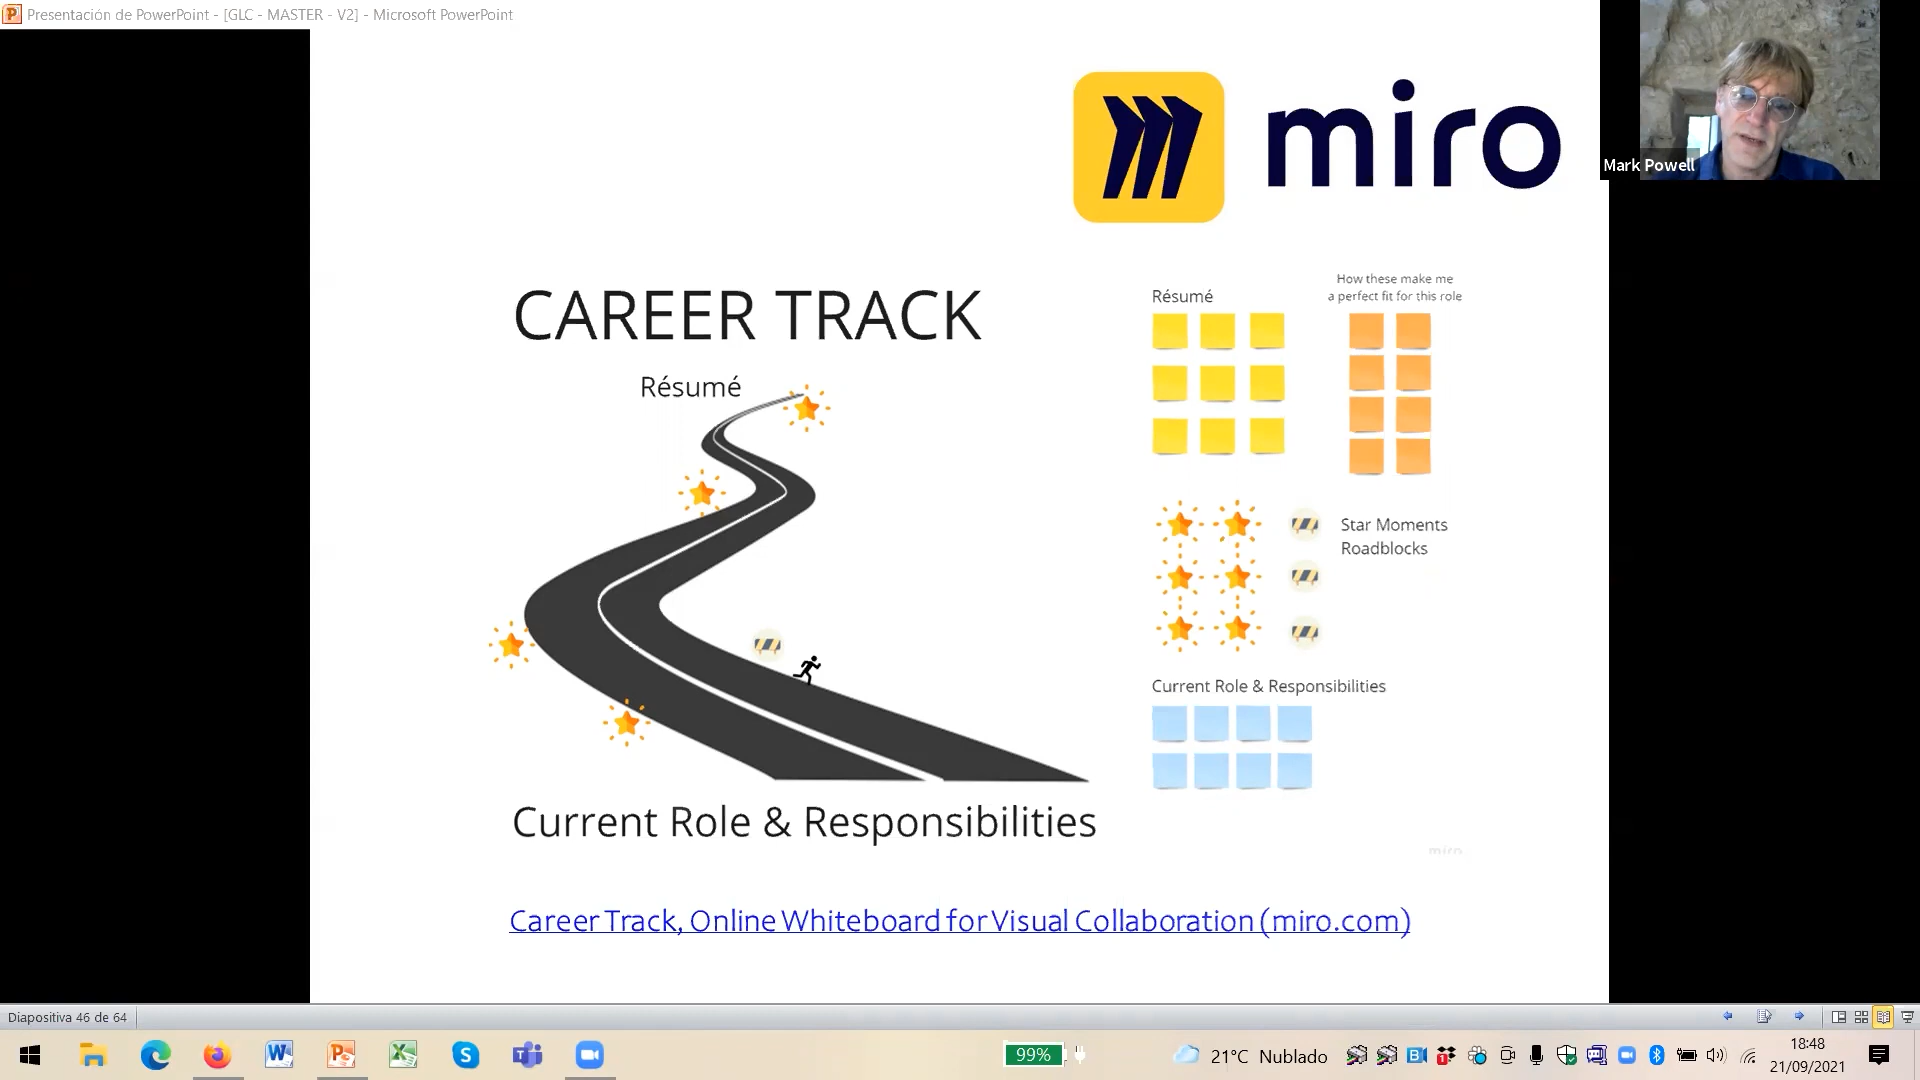 Presentación de PowerPoint - [GLC - MASTER - V2] - Microsoft PowerPoint
miro
Mark Powell
CAREER TRACK
Résumé
Résumé
How these make me
a perfect fit for this role
Star Moments
Roadblocks
Current Role & Responsibilities
Current Role & Responsibilities
miro
Career Track, Online Whiteboard for Visual Collaboration (miro.com)
Diapositiva 46 de 64
99%
21°C Nublado
18:48
21/09/2021